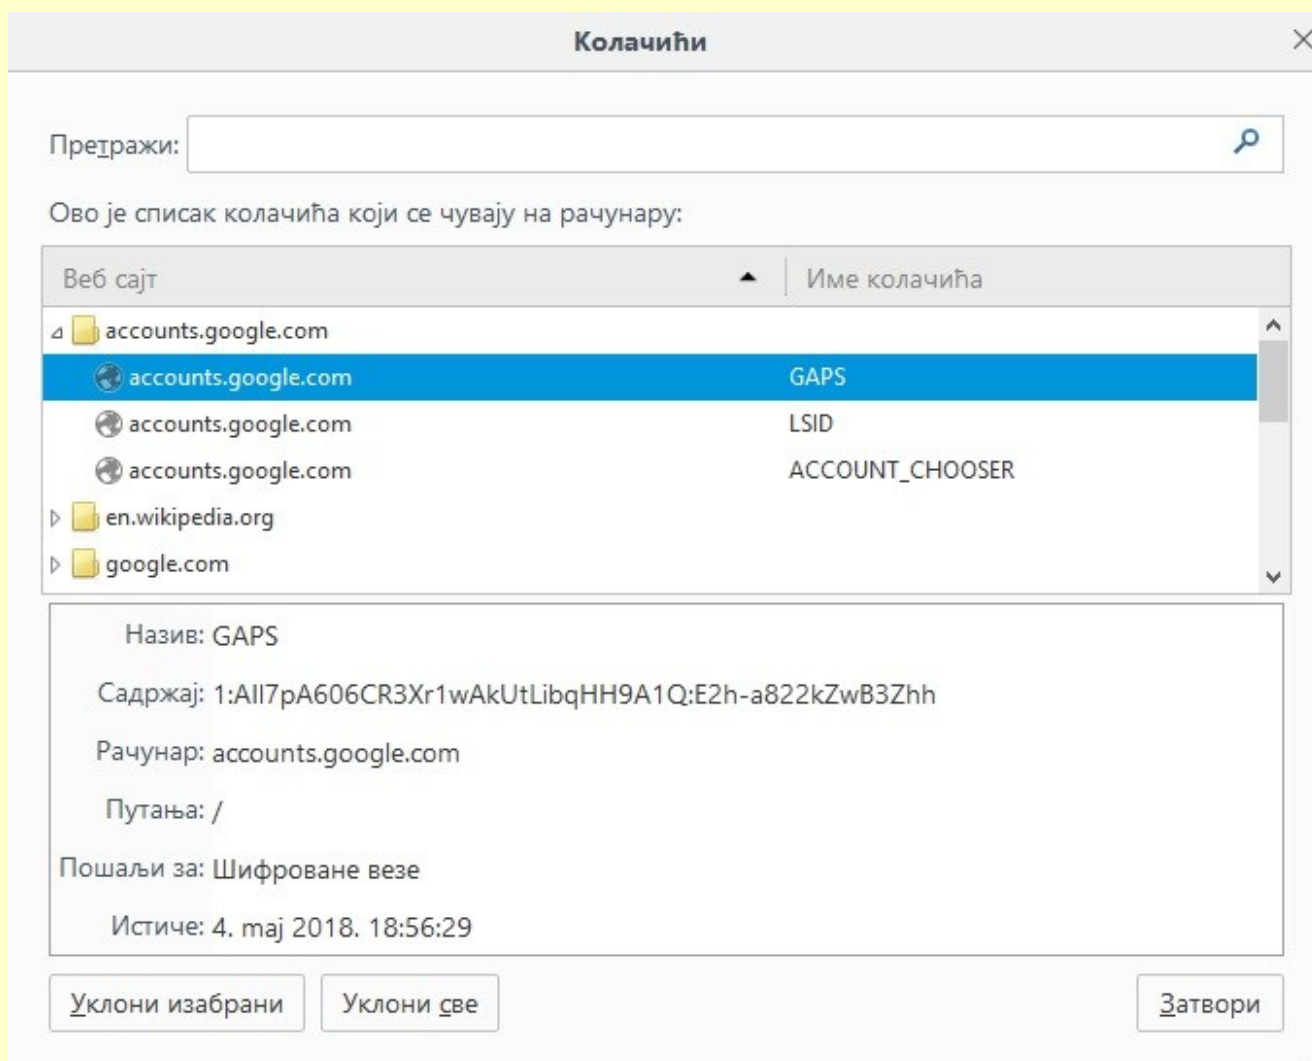 Колачићи
Претражи:
Ово је списак колачића који се чувају на рачунару:
Веб сајт Име колачића
accounts.google.com
accounts.google.com GAPS
accounts.google.com LSID
accounts.google.com ACCOUNT_CHOOSER
en.wikipedia.org
google.com
Назив: GAPS
Садржај: 1:AII7pA606CR3Xr1wAkUtLibqHH9A1Q:E2h-a822kZwB3Zhh
Рачунар: accounts.google.com
Путања: /
Пошаљи за: Шифроване везе
Истиче: 4. мај 2018. 18:56:29
Уклони изабрани Уклони све Затвори